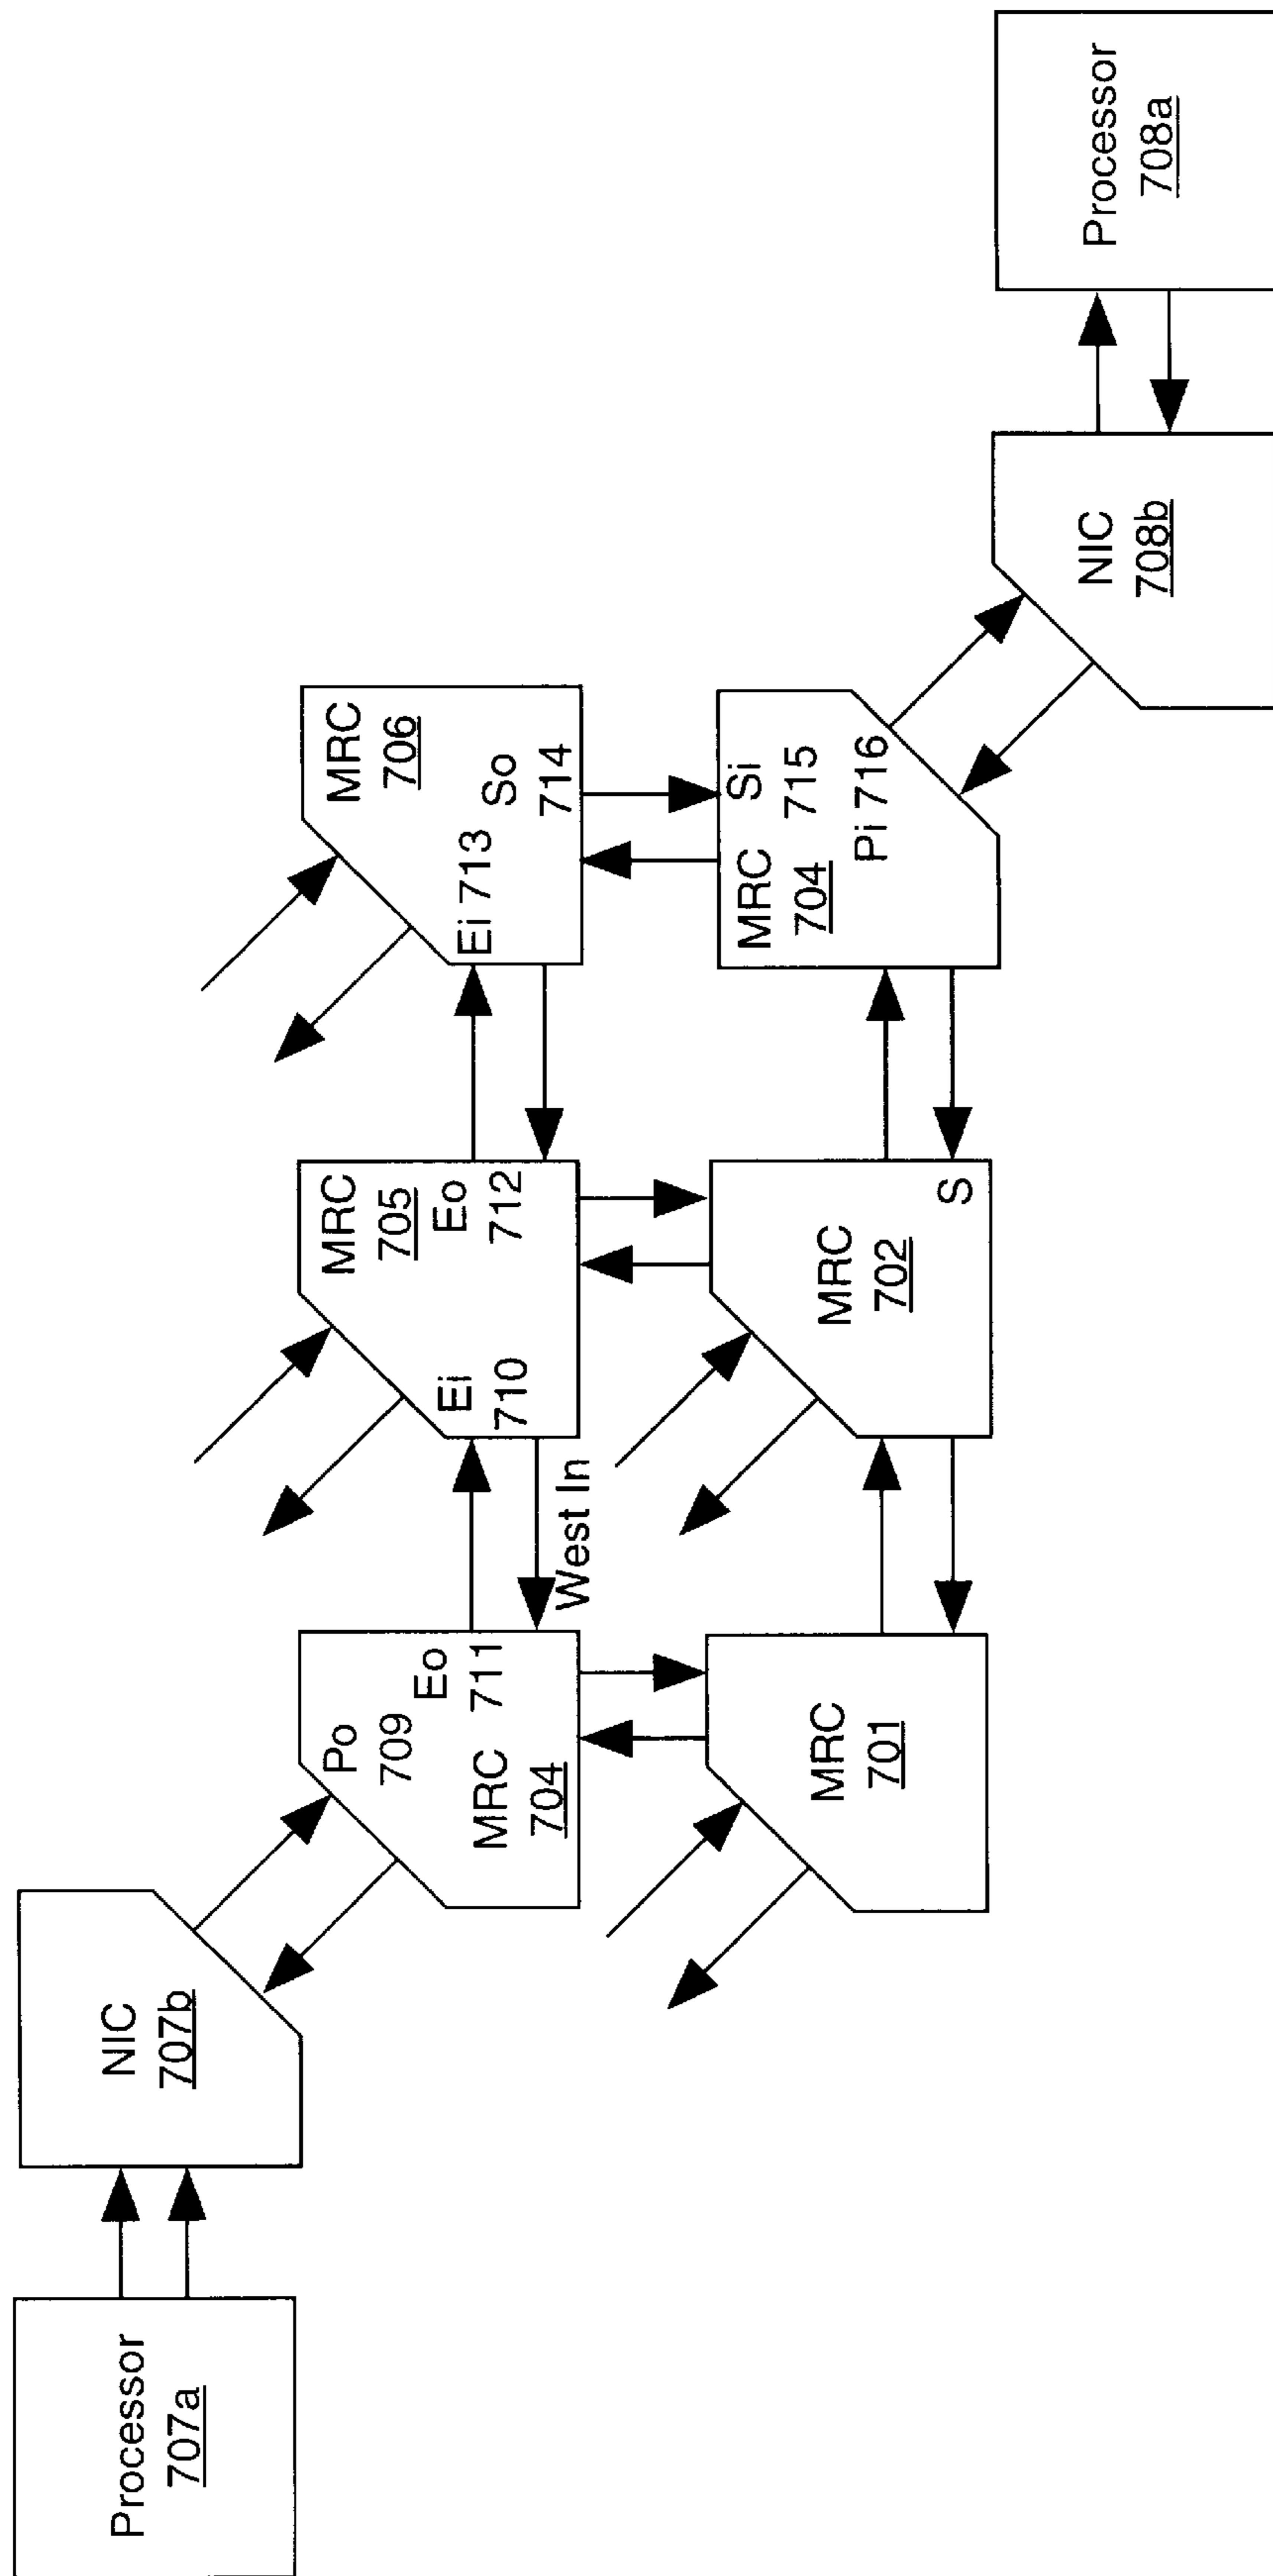 Processor
707a
NIC
707b
Po
709
Eo
711
MRC
704
West In
Ei
710
MRC
705
Eo
712
Ei 713
MRC
706
So
714
MRC
701
MRC
702
S
MRC
704
Si
715
Pi 716
NIC
708b
Processor
708a